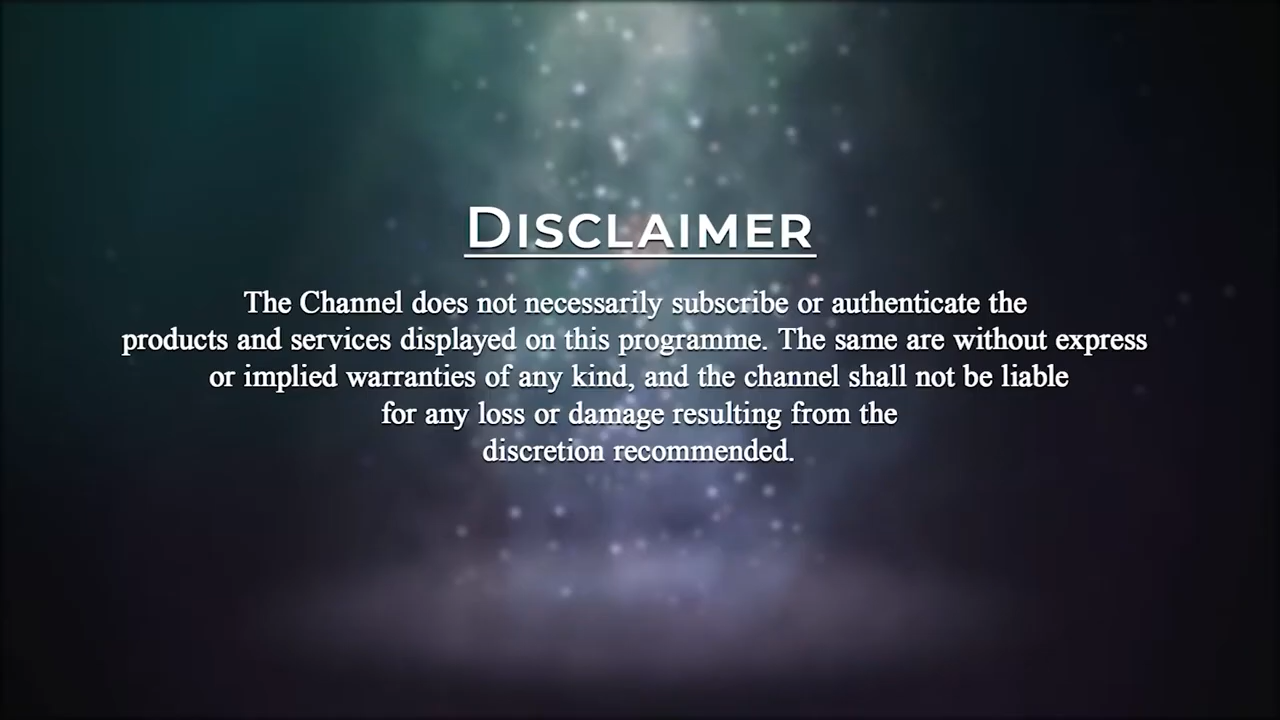 DISCLAIMER
The Channel does not necessarily subscribe or authenticate the
products and services displayed on this programme. The same are without express
or implied warranties of any kind, and the channel shall not be liable
for any loss or damage resulting from the
discretion recommended.